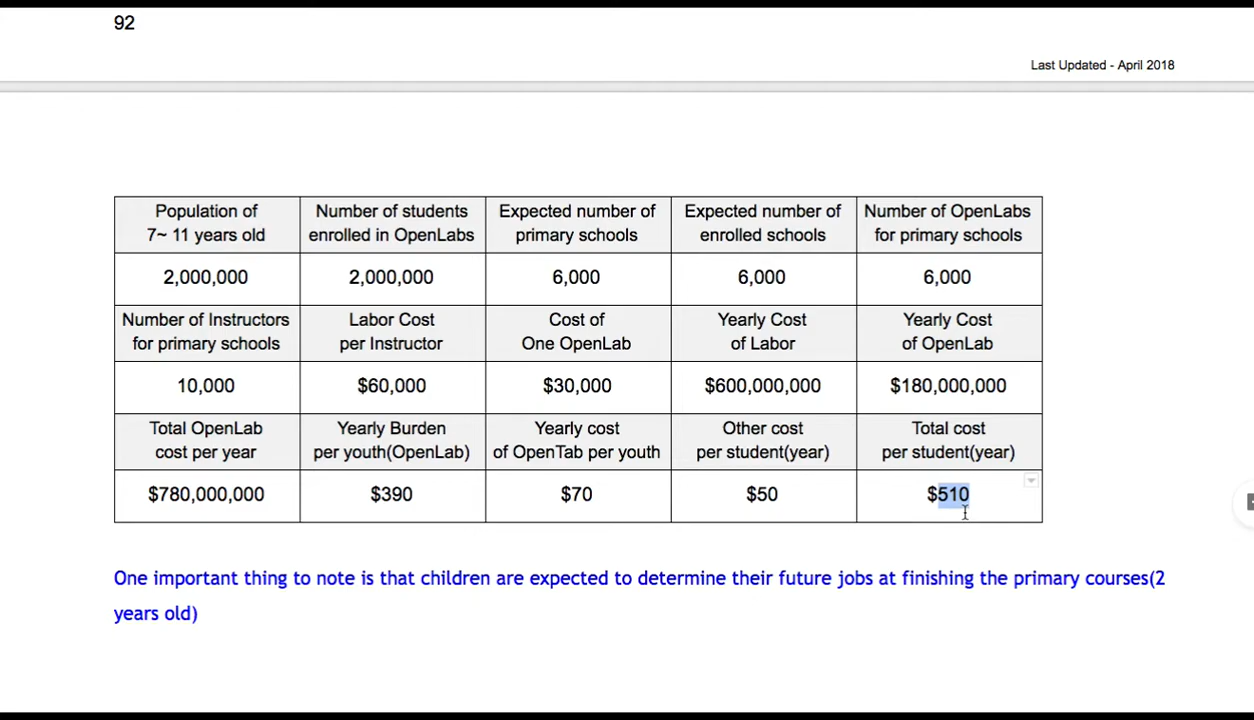 92
Last Updated - April 2018
Population of 7~ 11 years old
Number of students enrolled in OpenLabs
Expected number of primary schools
Expected number of enrolled schools
Number of OpenLabs for primary schools
2,000,000
2,000,000
6,000
6,000
6,000
Number of Instructors for primary schools
Labor Cost per Instructor
Cost of One OpenLab
Yearly Cost of Labor
Yearly Cost of OpenLab
10,000
$60,000
$30,000
$600,000,000
$180,000,000
Total OpenLab cost per year
Yearly Burden per youth(OpenLab)
Yearly cost of OpenTab per youth
Other cost per student(year)
Total cost per student(year)
$780,000,000
$390
$70
$50
$510
One important thing to note is that children are expected to determine their future jobs at finishing the primary courses(2
years old)